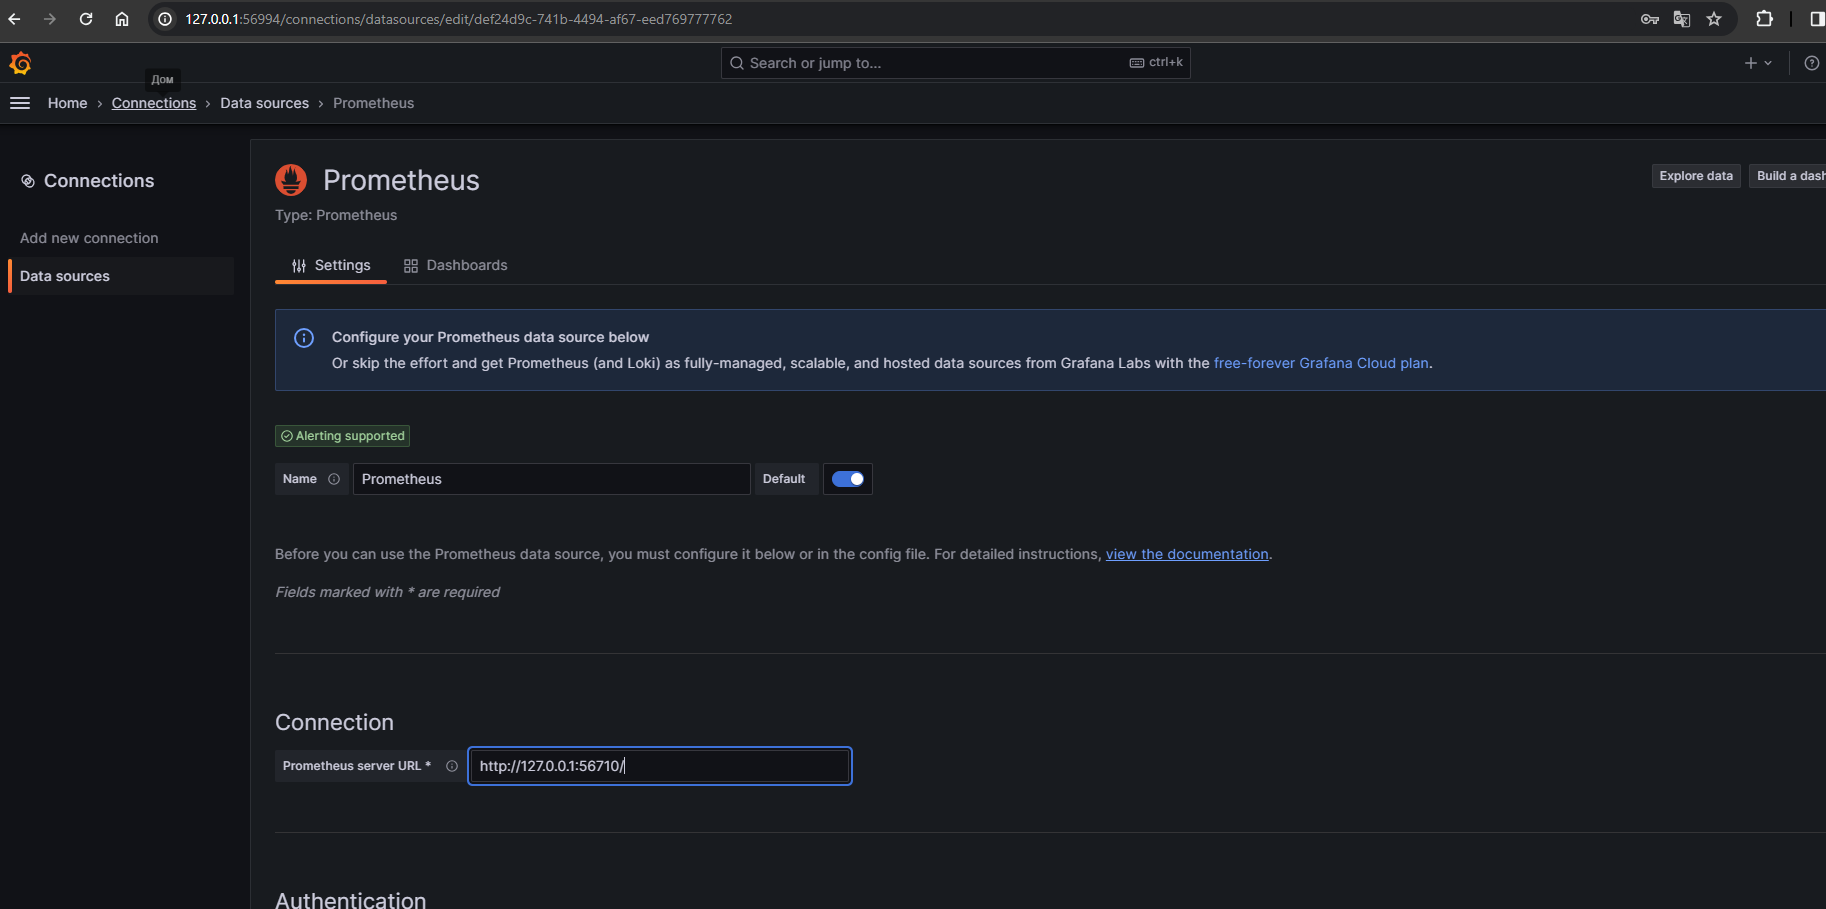 127.0.0.1:56994/connections/datasources/edit/def24d9c-741b-4494-af67-eed769777762
Search or jump to...
ctrl+k
Дом
Home › Connections › Data sources › Prometheus
Connections
Add new connection
Data sources
Prometheus
Type: Prometheus
Explore data
Build a dash
Settings
Dashboards
Configure your Prometheus data source below
Or skip the effort and get Prometheus (and Loki) as fully-managed, scalable, and hosted data sources from Grafana Labs with the free-forever Grafana Cloud plan.
Alerting supported
Name
Prometheus
Default
Before you can use the Prometheus data source, you must configure it below or in the config file. For detailed instructions, view the documentation.
Fields marked with * are required
Connection
Prometheus server URL *
http://127.0.0.1:56710/
Authentication